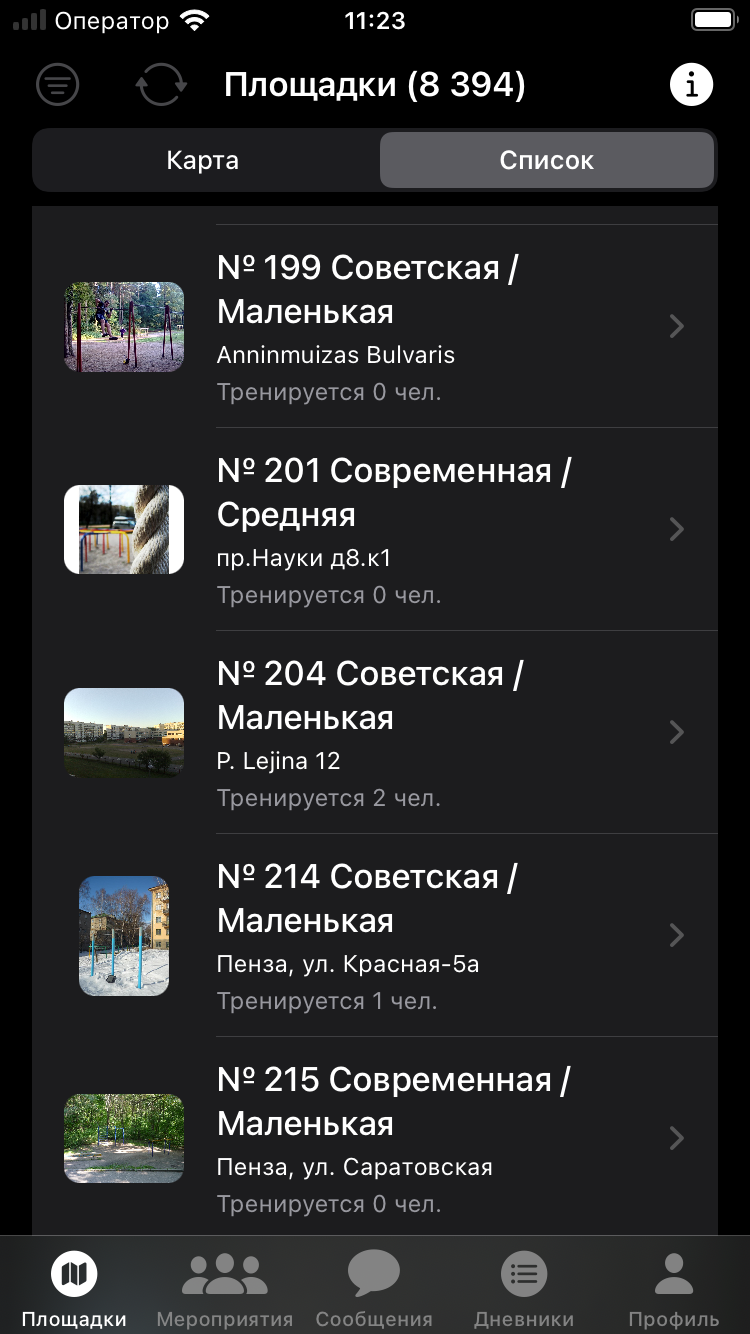 Оператор 11:23
Площадки (8 394)
Карта Список
№ 199 Советская /
Маленькая
Anninmuizas Bulvaris
Тренируется 0 чел.
№ 201 Современная /
Средняя
пр.Науки д8.к1
Тренируется 0 чел.
№ 204 Советская /
Маленькая
P. Lejina 12
Тренируется 2 чел.
№ 214 Советская /
Маленькая
Пенза, ул. Красная-5а
Тренируется 1 чел.
№ 215 Современная /
Маленькая
Пенза, ул. Саратовская
Тренируется 0 чел.
Площадки Мероприятия Сообщения Дневники Профиль